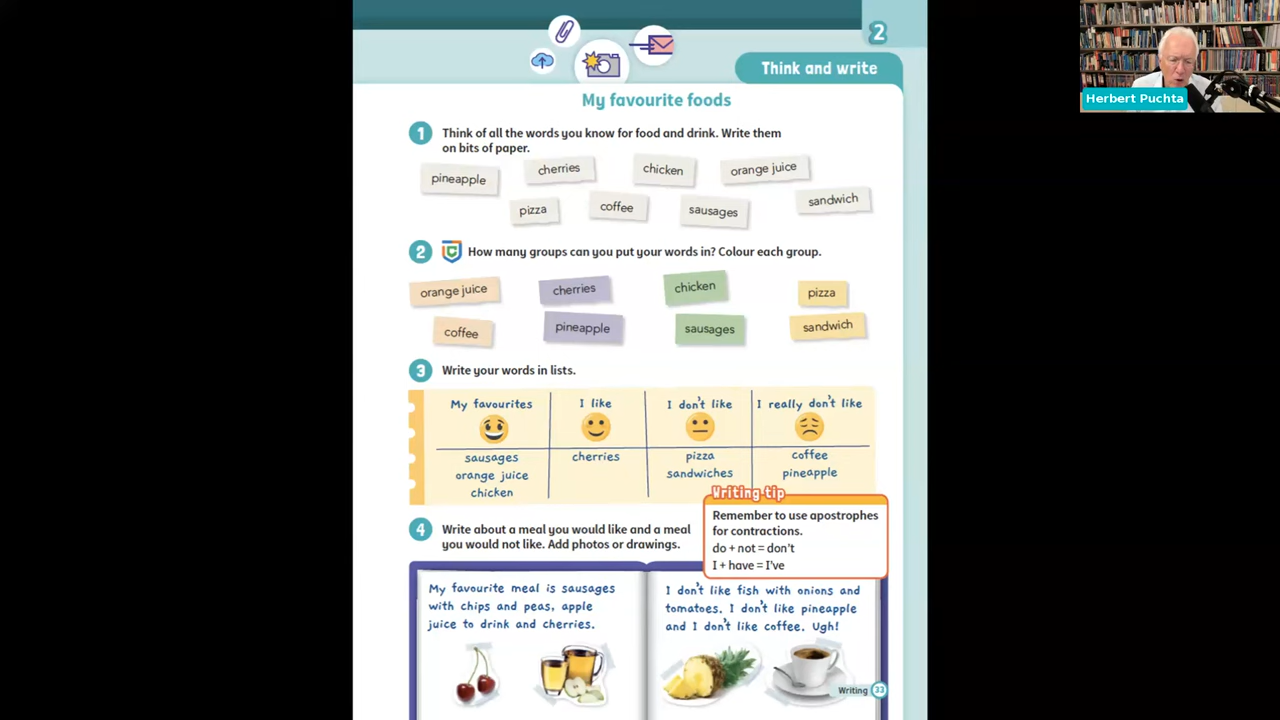 2
Herbert Puchta
Think and write
My favourite foods
1 Think of all the words you know for food and drink. Write them
on bits of paper.
pineapple cherries chicken orange juice
pizza coffee sausages sandwich
2 How many groups can you put your words in? Colour each group.
orange juice cherries chicken pizza
coffee pineapple sausages sandwich
3 Write your words in lists.
My favourites I like I don't like I really don't like
sausages cherries pizza coffee
orange juice sandwiches pineapple
chicken
Writing tip
Remember to use apostrophes
for contractions.
do + not = don't
I + have = I've
4 Write about a meal you would like and a meal
you would not like. Add photos or drawings.
My favourite meal is sausages
with chips and peas, apple
juice to drink and cherries.
I don't like fish with onions and
tomatoes. I don't like pineapple
and I don't like coffee. Ugh!
Writing 33